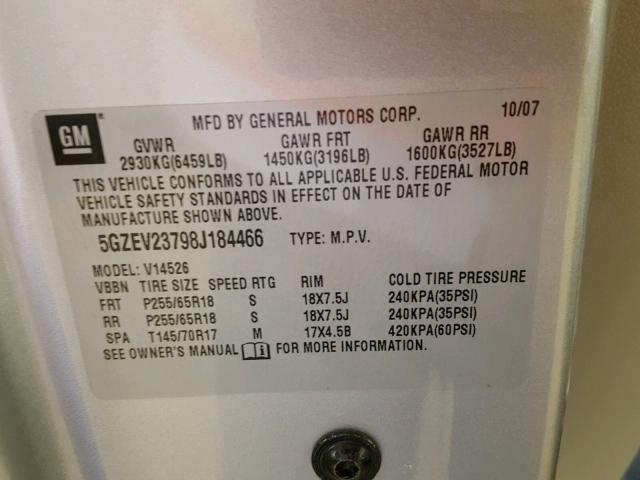 GM
MFD BY GENERAL MOTORS CORP. 10/07
GVWR GAWR FRT GAWR RR
2930KG(6459LB) 1450KG(3196LB) 1600KG(3527LB)
THIS VEHICLE CONFORMS TO ALL APPLICABLE U.S. FEDERAL MOTOR
VEHICLE SAFETY STANDARDS IN EFFECT ON THE DATE OF
MANUFACTURE SHOWN ABOVE.
5GZEV23798J184466 TYPE: M.P.V.
MODEL: V14526
VBBN TIRE SIZE SPEED RTG RIM COLD TIRE PRESSURE
FRT P255/65R18 S 18X7.5J 240KPA(35PSI)
RR P255/65R18 S 18X7.5J 240KPA(35PSI)
SPA T145/70R17 M 17X4.5B 420KPA(60PSI)
SEE OWNER'S MANUAL FOR MORE INFORMATION.